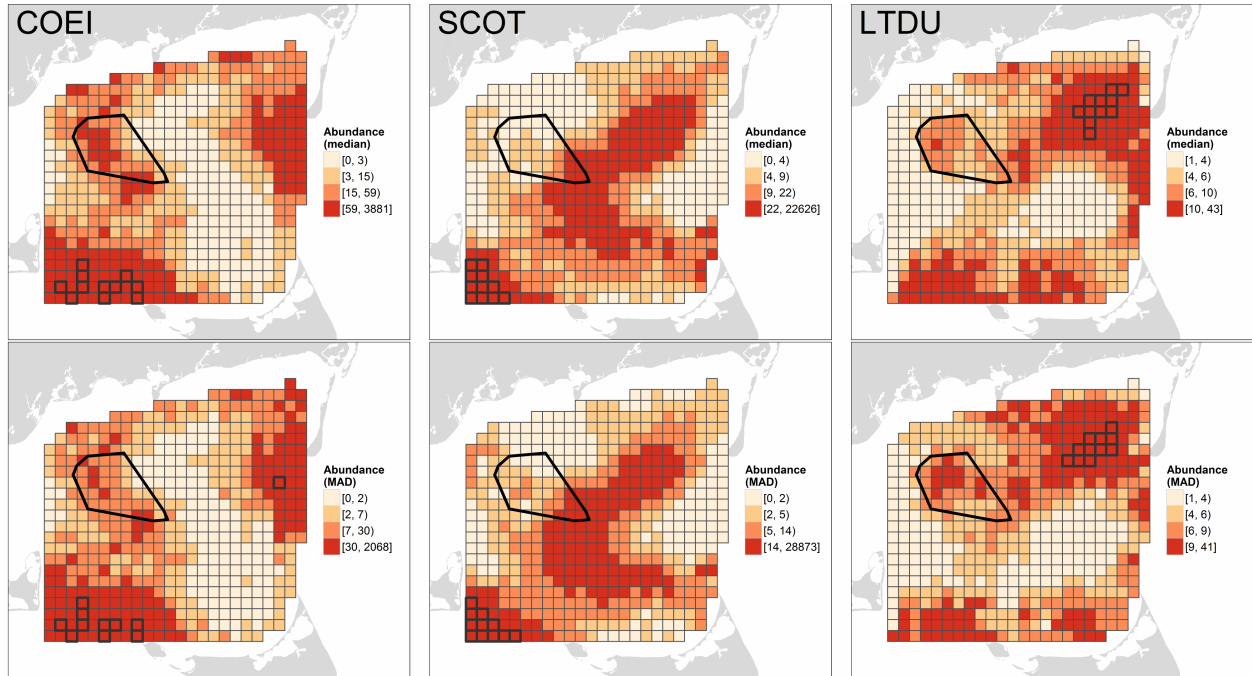 COEI
Abundance
(median)
[0, 3)
[3, 15)
[15, 59)
[59, 3881]
SCOT
Abundance
(median)
[0, 4)
[4, 9)
[9, 22)
[22, 22626]
LTDU
Abundance
(median)
[1, 4)
[4, 6)
[6, 10)
[10, 43]
Abundance
(MAD)
[0, 2)
[2, 7)
[7, 30)
[30, 2068]
Abundance
(MAD)
[0, 2)
[2, 5)
[5, 14)
[14, 28873]
Abundance
(MAD)
[1, 4)
[4, 6)
[6, 9)
[9, 41]